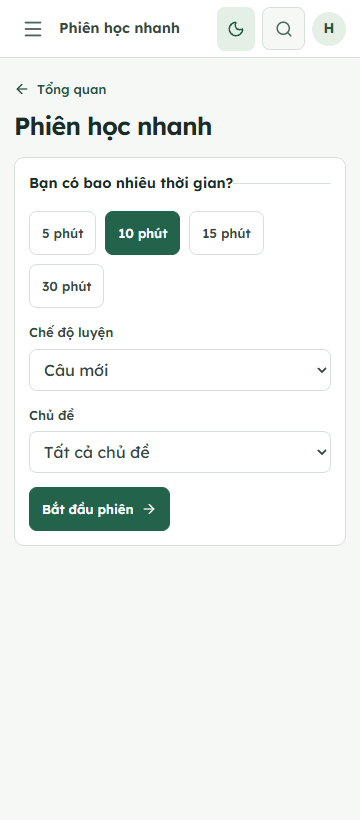 Phiên học nhanh
H
Tổng quan
Phiên học nhanh
Bạn có bao nhiêu thời gian?
5 phút
10 phút
15 phút
30 phút
Chế độ luyện
Câu mới
Chủ đề
Tất cả chủ đề
Bắt đầu phiên